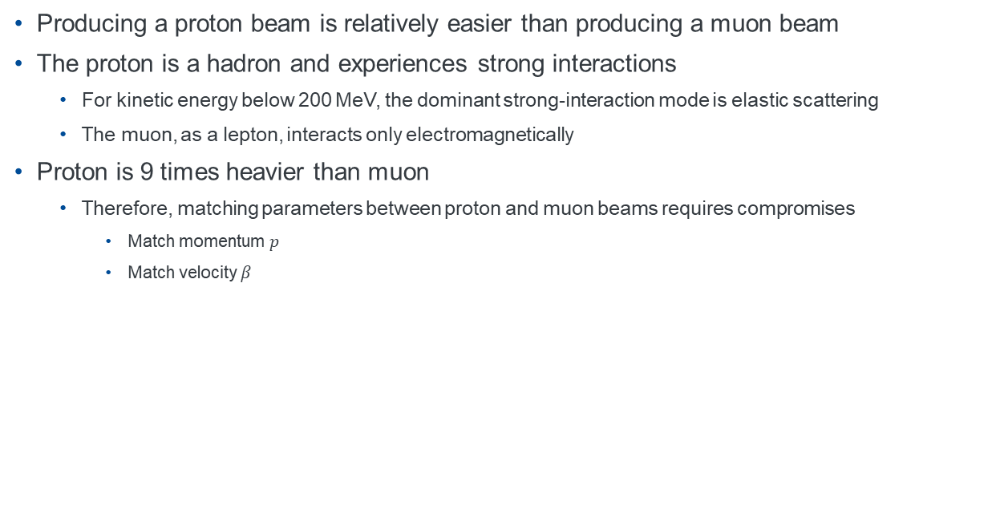 • Producing a proton beam is relatively easier than producing a muon beam
• The proton is a hadron and experiences strong interactions
• For kinetic energy below 200 MeV, the dominant strong-interaction mode is elastic scattering
• The muon, as a lepton, interacts only electromagnetically
• Proton is 9 times heavier than muon
• Therefore, matching parameters between proton and muon beams requires compromises
• Match momentum p
• Match velocity β